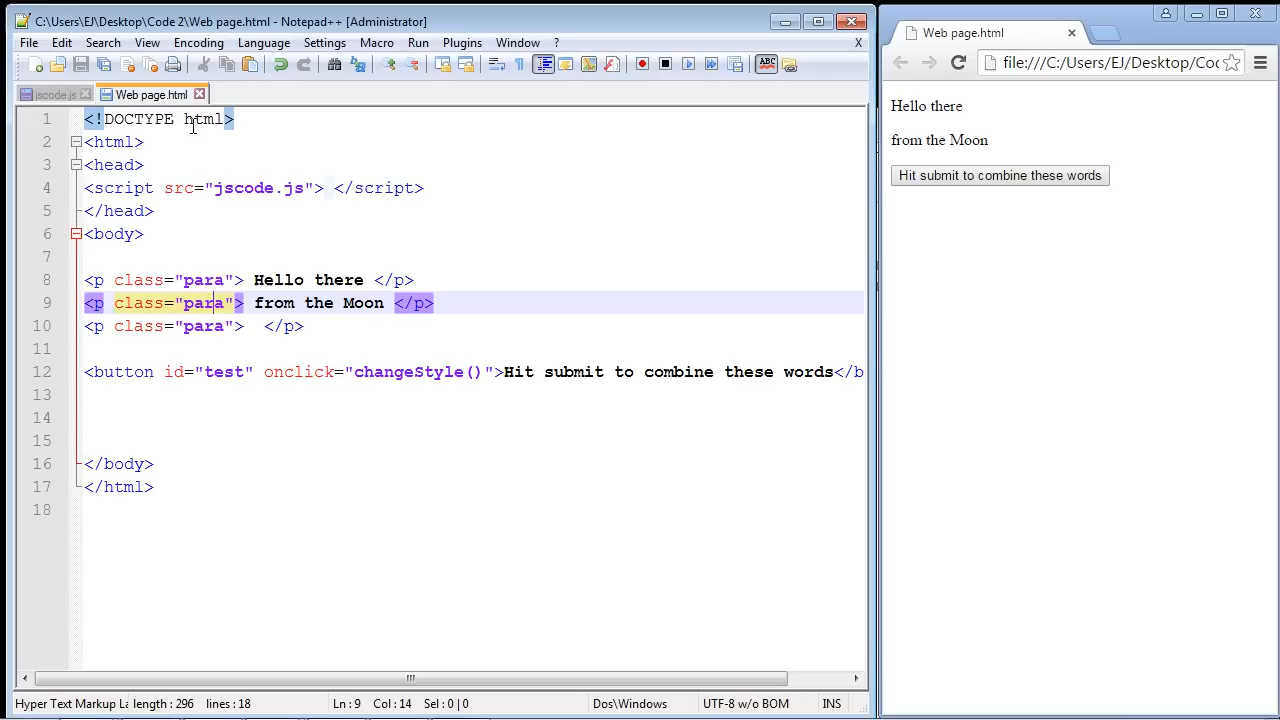 C:\Users\EJ\Desktop\Code 2\Web page.html - Notepad++ [Administrator]
File Edit Search View Encoding Language Settings Macro Run Plugins Window ? X
jscode.js Web page.html
1 <!DOCTYPE html>
2 <html>
3 <head>
4 <script src="jscode.js"> </script>
5 </head>
6 <body>
7
8 <p class="para"> Hello there </p>
9 <p class="para"> from the Moon </p>
10 <p class="para">  </p>
11
12 <button id="test" onclick="changeStyle()">Hit submit to combine these words</b
13
14
15
16 </body>
17 </html>
18
Hyper Text Markup La length : 296 lines : 18 Ln : 9 Col : 14 Sel : 0 | 0 Dos\Windows UTF-8 w/o BOM INS
Web page.html
file:///C:/Users/EJ/Desktop/Coc
Hello there
from the Moon
Hit submit to combine these words